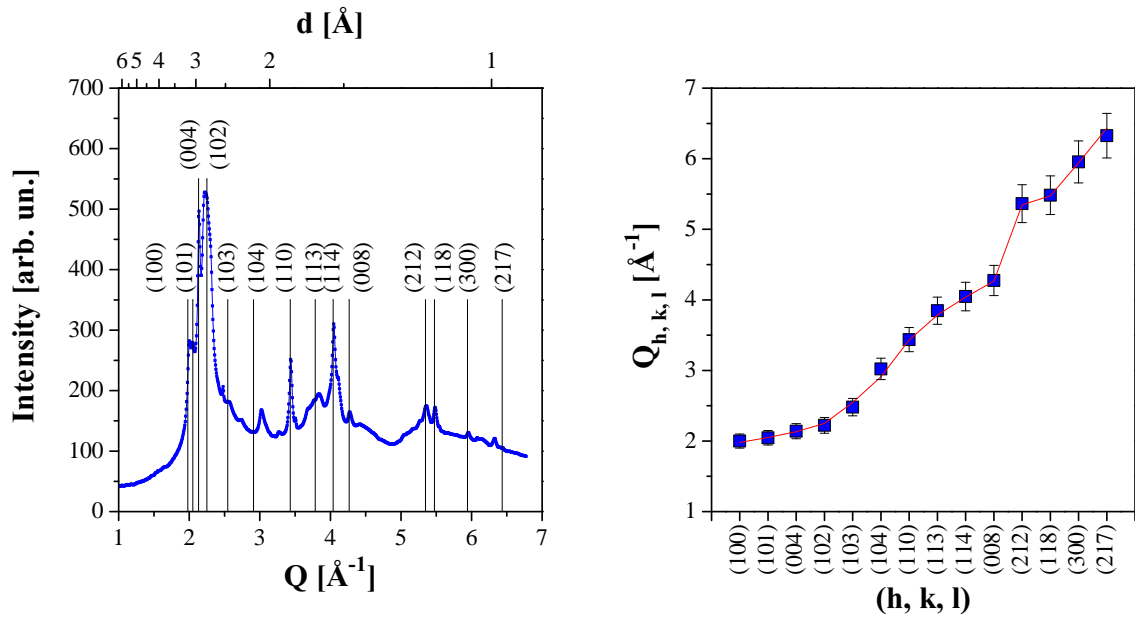 d [Å]
6 5 4 3 2 1
700
600
500
400
300
200
100
0
Intensity [arb. un.]
(004) (102)
(100) (101) (103) (104) (110) (113) (114) (008) (212) (118) (300) (217)
1 2 3 4 5 6 7
Q [Å⁻¹]
7
6
5
4
3
2
1
Q h, k, l [Å⁻¹]
(100) (101) (004) (102) (103) (104) (110) (113) (114) (008) (212) (118) (300) (217)
(h, k, l)